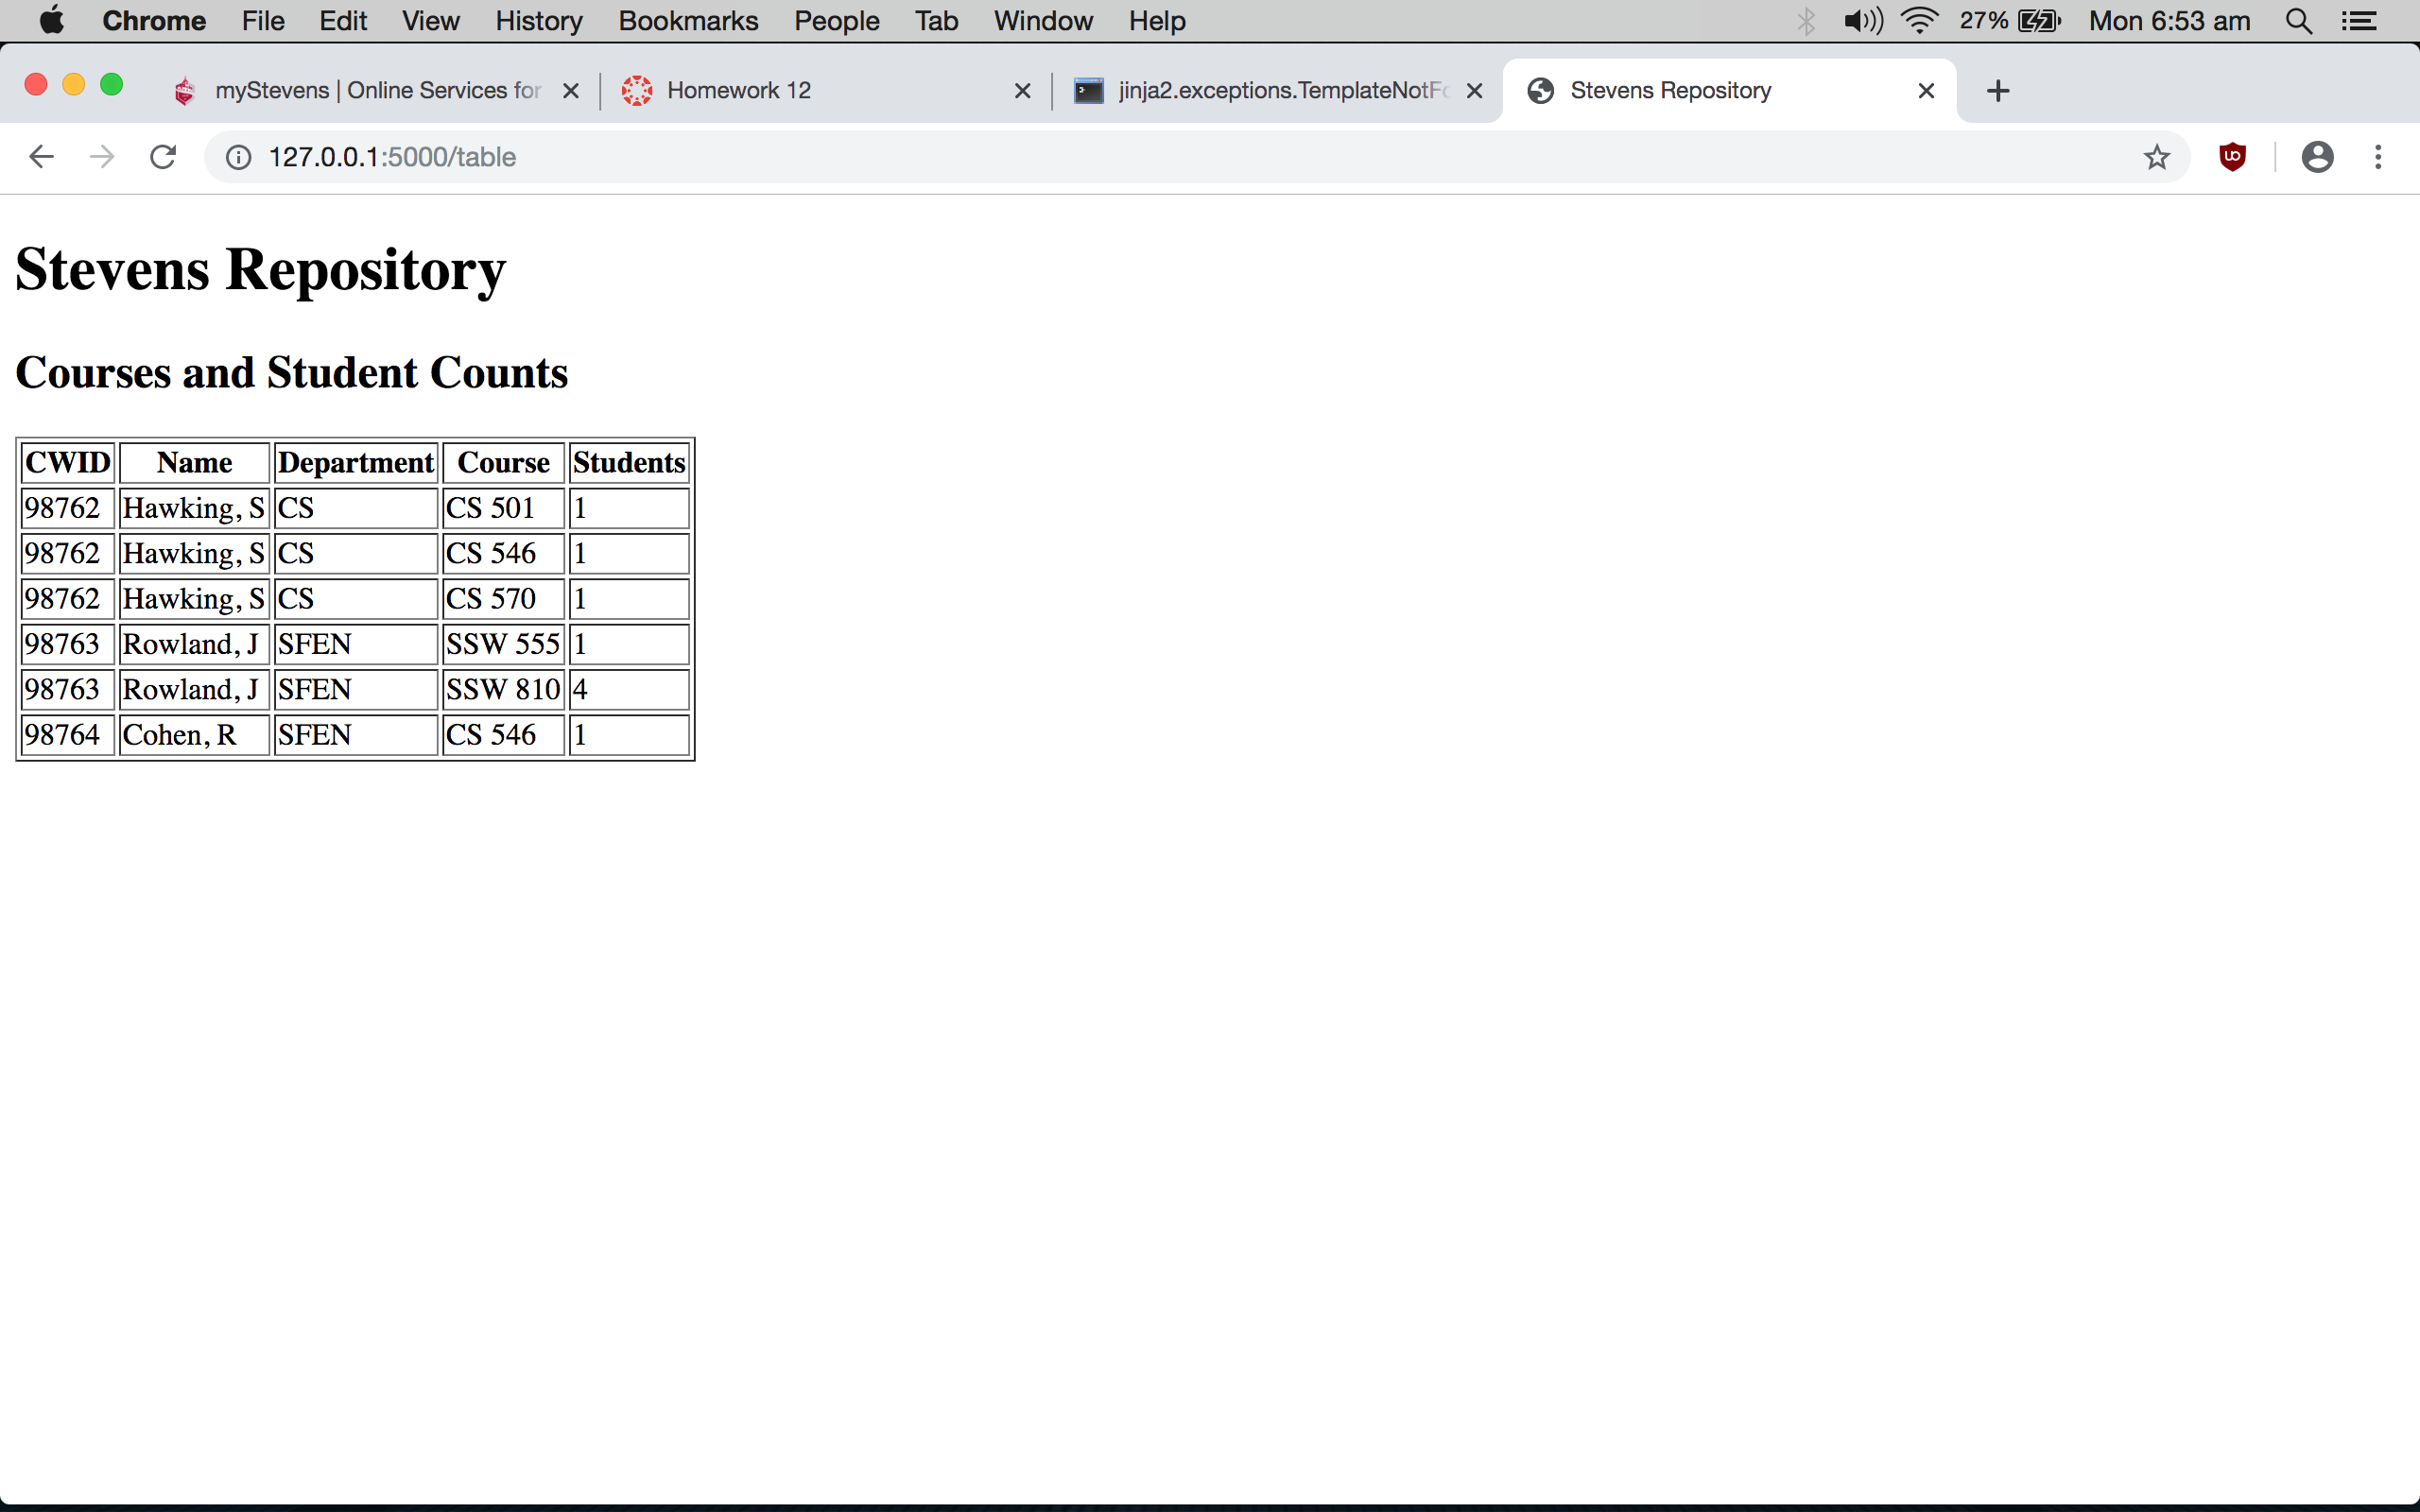 Chrome File Edit View History Bookmarks People Tab Window Help 27% Mon 6:53 am
myStevens | Online Services for Homework 12 jinja2.exceptions.TemplateNotFo Stevens Repository
127.0.0.1:5000/table
Stevens Repository
Courses and Student Counts
CWID Name Department Course Students
98762 Hawking, S CS CS 501 1
98762 Hawking, S CS CS 546 1
98762 Hawking, S CS CS 570 1
98763 Rowland, J SFEN SSW 555 1
98763 Rowland, J SFEN SSW 810 4
98764 Cohen, R SFEN CS 546 1